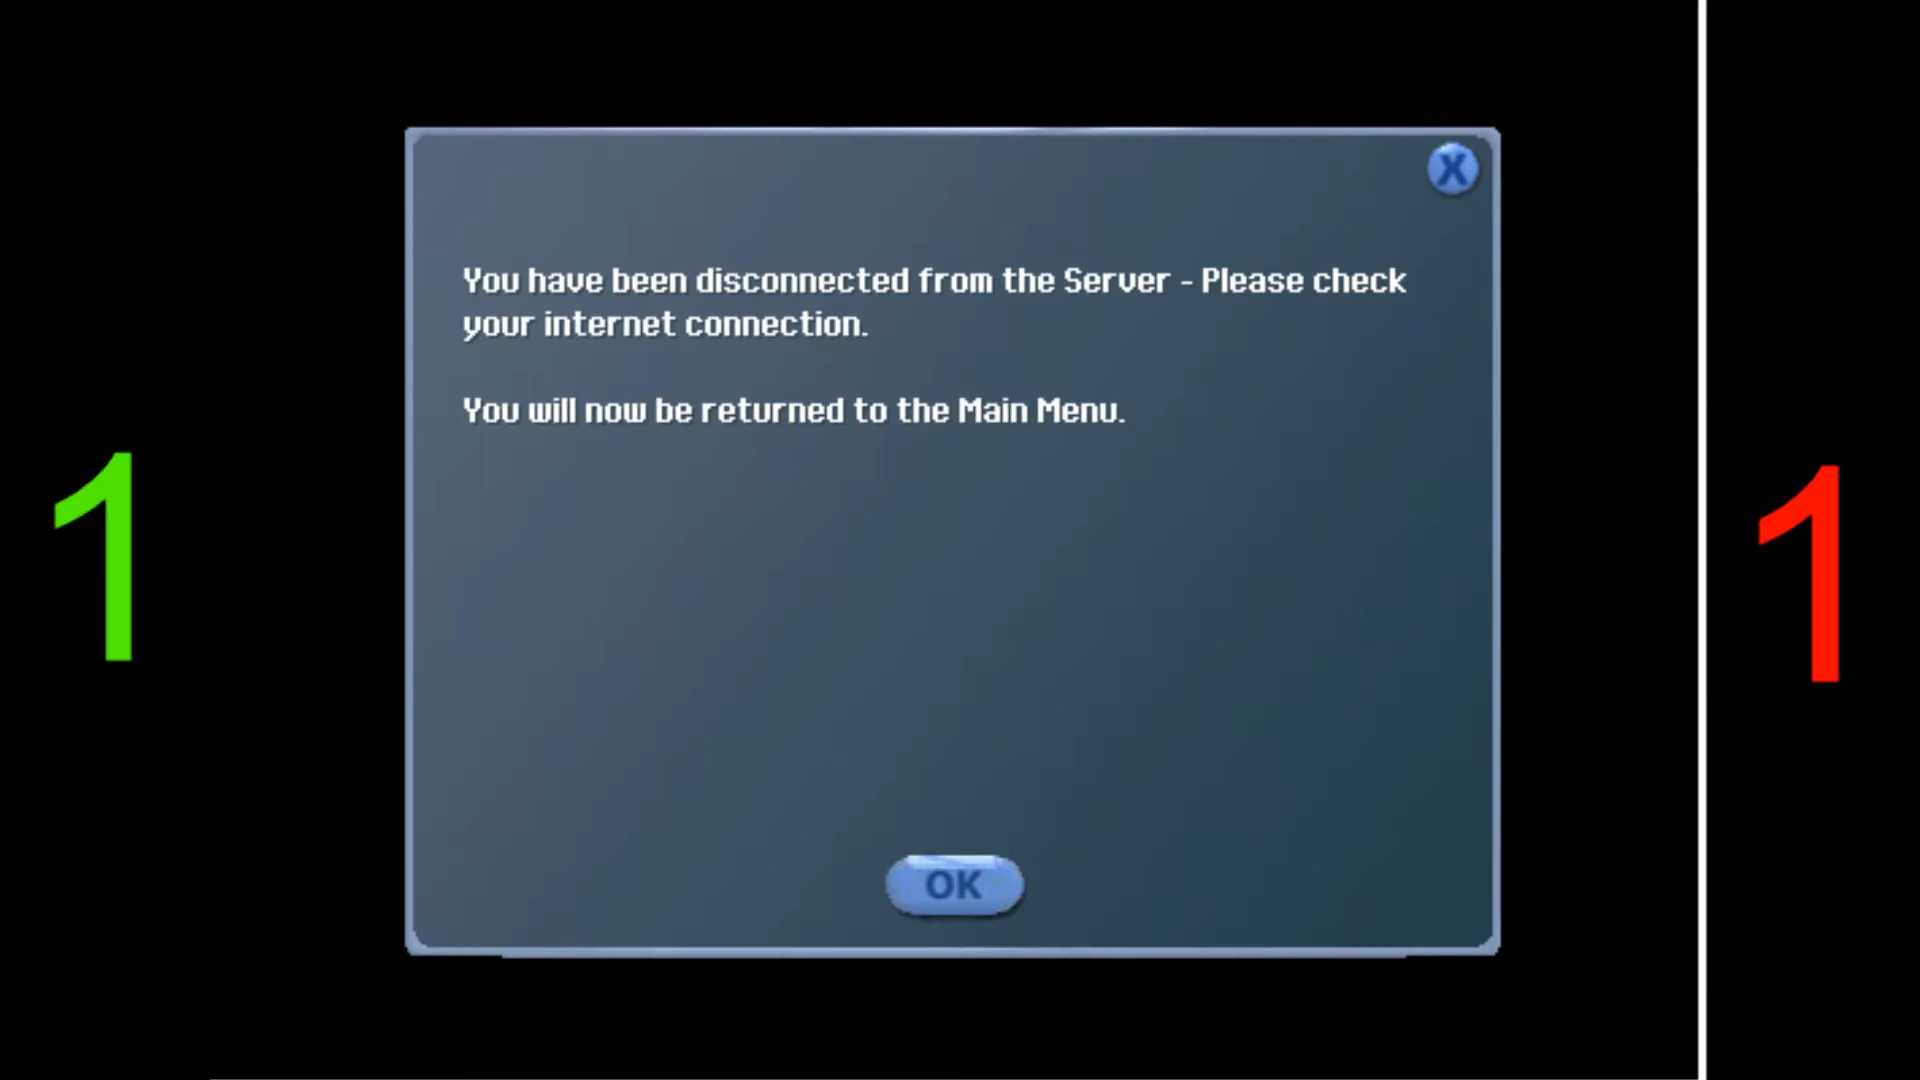 X
You have been disconnected from the Server - Please check
your internet connection.
You will now be returned to the Main Menu.
1
1
OK